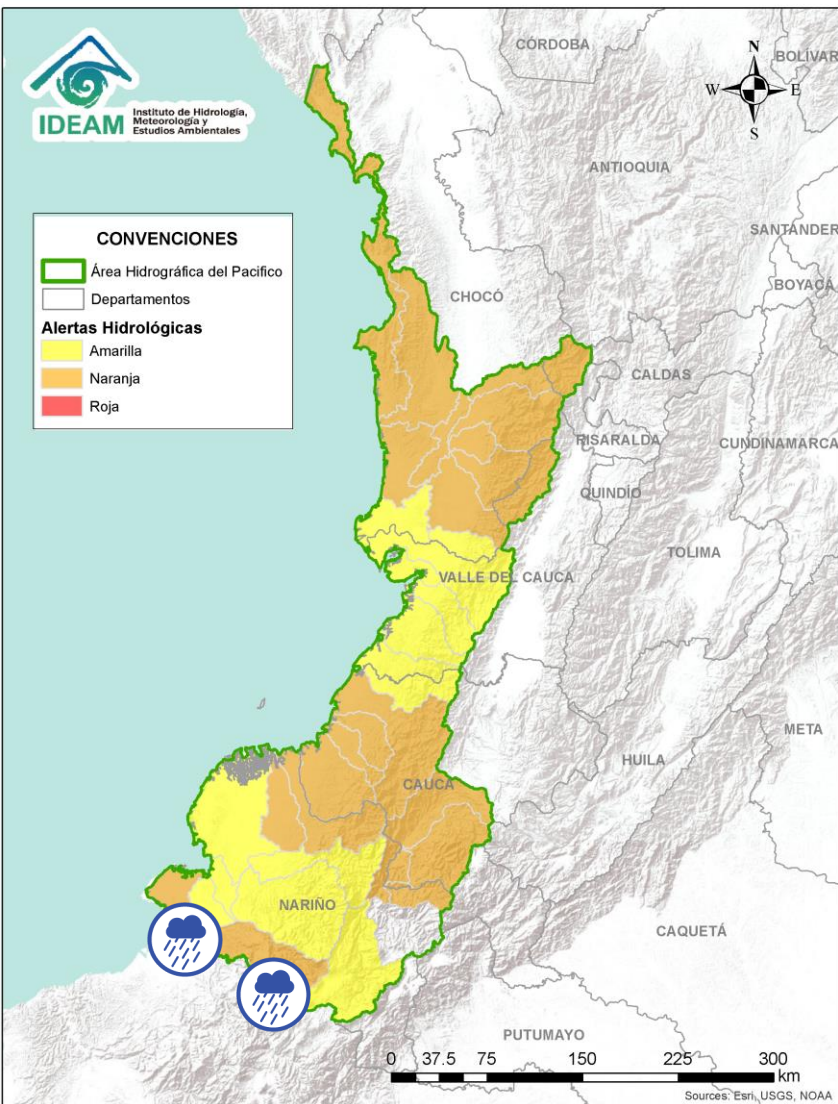 IDEAM
Instituto de Hidrología,
Meteorología y
Estudios Ambientales
CÓRDOBA
BOLÍVAR
N
W
E
S
ANTIOQUIA
SANTANDER
BOYACÁ
CHOCÓ
CONVENCIONES
Área Hidrográfica del Pacifico
Departamentos
Alertas Hidrológicas
Amarilla
Naranja
Roja
CALDAS
RISARALDA
CUNDINAMARCA
QUINDÍO
TOLIMA
VALLE DEL CAUCA
META
HUILA
CAUCA
NARIÑO
CAQUETÁ
PUTUMAYO
0 37.5 75 150 225 300
km
Sources: Esri, USGS, NOAA